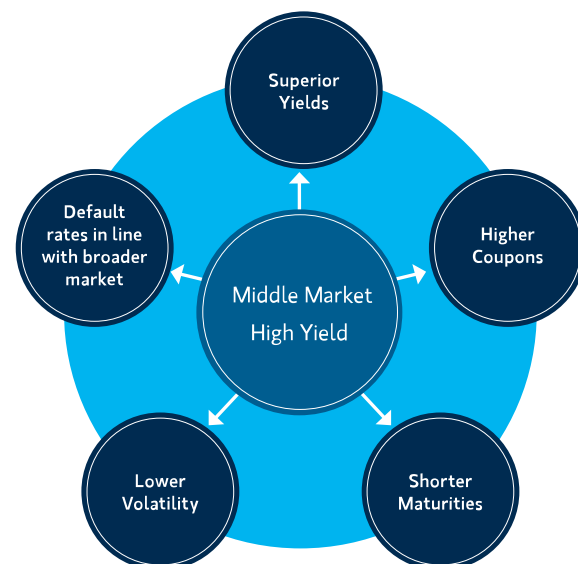 Superior
Yields
Default
rates in line
with broader
market
Higher
Coupons
Middle Market
High Yield
Lower
Volatility
Shorter
Maturities